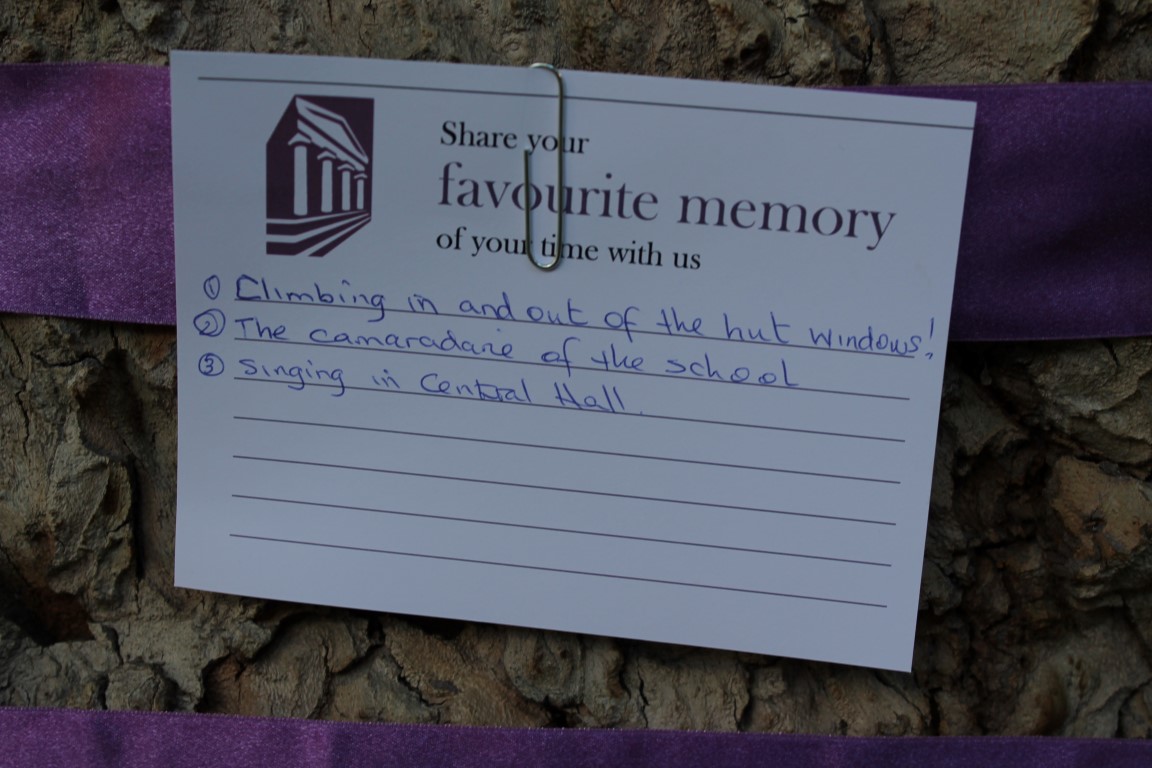 Share your
favourite memory
of your time with us
① Climbing in and out of the hut windows!
② The camaradarie of the school
③ Singing in Central Hall.